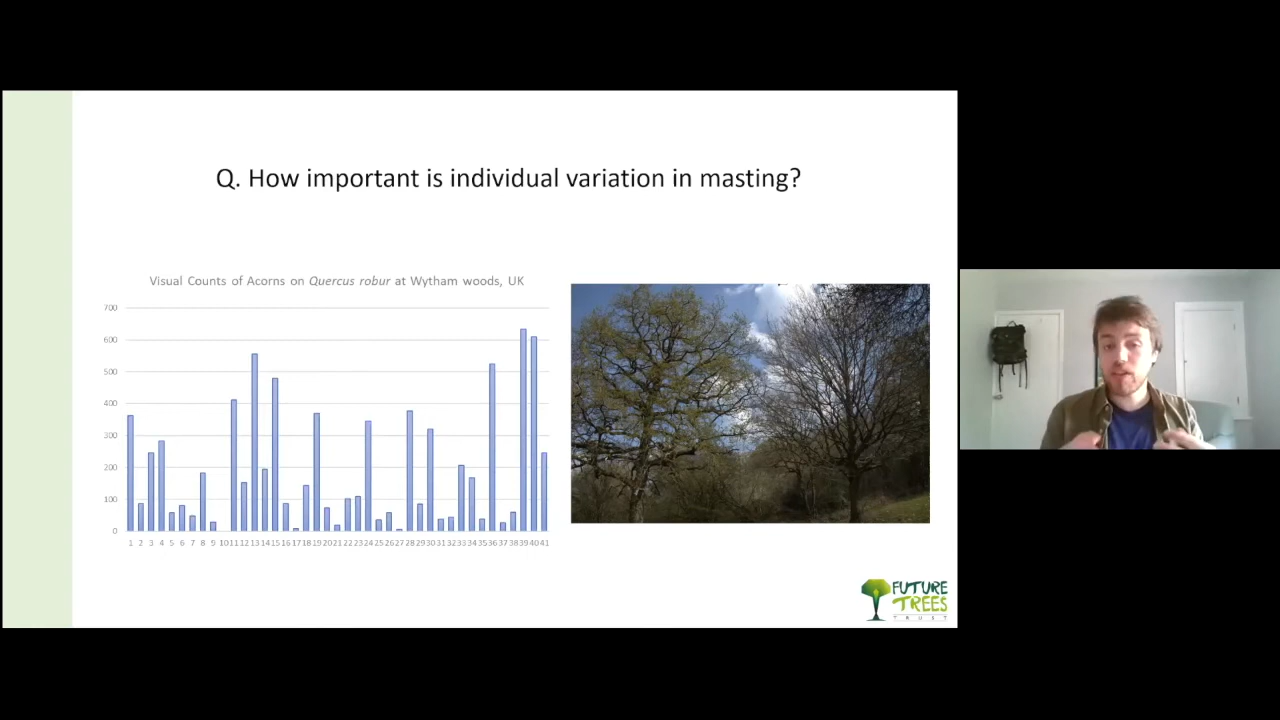 Q. How important is individual variation in masting?
Visual Counts of Acorns on Quercus robur at Wytham woods, UK
700
600
500
400
300
200
100
0
1 2 3 4 5 6 7 8 9 10 11 12 13 14 15 16 17 18 19 20 21 22 23 24 25 26 27 28 29 30 31 32 33 34 35 36 37 38 39 40 41
FUTURE
TREES
TRUST